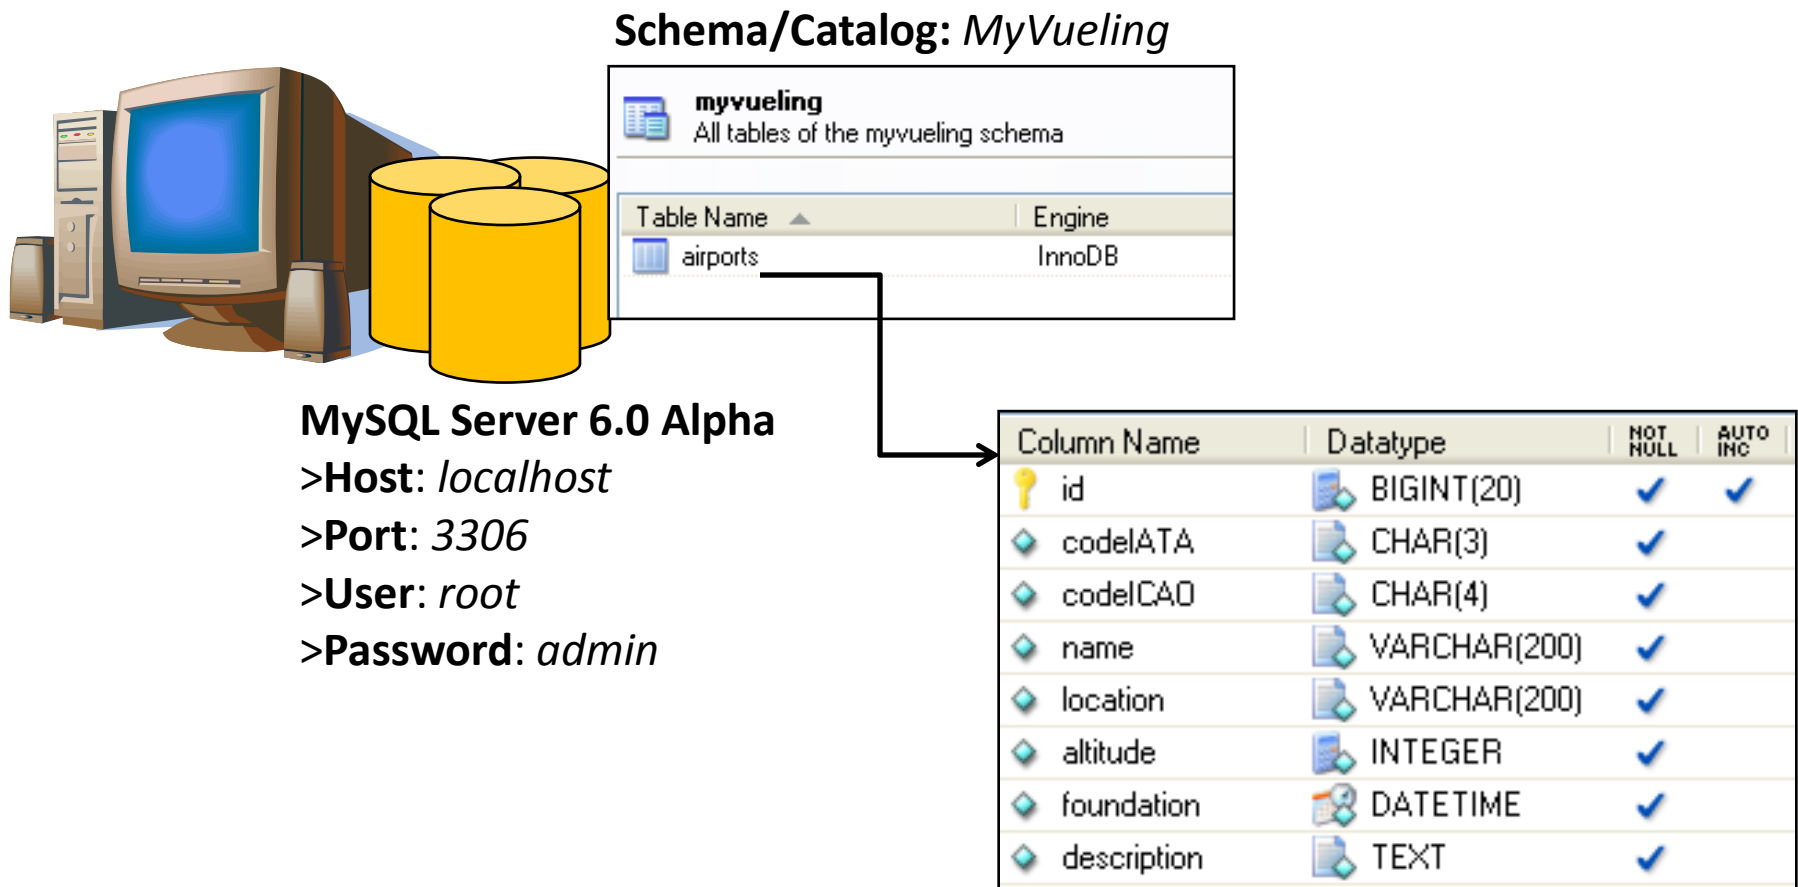 Schema/Catalog: MyVueling
myvueling
All tables of the myvueling schema
Table Name Engine
airports InnoDB
MySQL Server 6.0 Alpha
>Host: localhost
>Port: 3306
>User: root
>Password: admin
Column Name Datatype NOT NULL AUTO INC
id BIGINT(20)
codeIATA CHAR(3)
codeICAO CHAR(4)
name VARCHAR(200)
location VARCHAR(200)
altitude INTEGER
foundation DATETIME
description TEXT